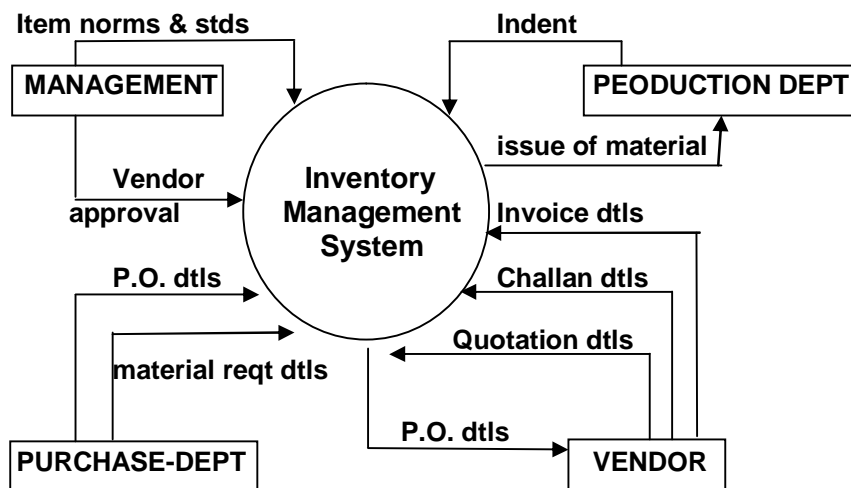 Item norms & stds
Indent
MANAGEMENT
PEODUCTION DEPT
issue of material
Vendor
approval
Inventory
Management
System
Invoice dtls
P.O. dtls
Challan dtls
Quotation dtls
material reqt dtls
P.O. dtls
PURCHASE-DEPT
VENDOR